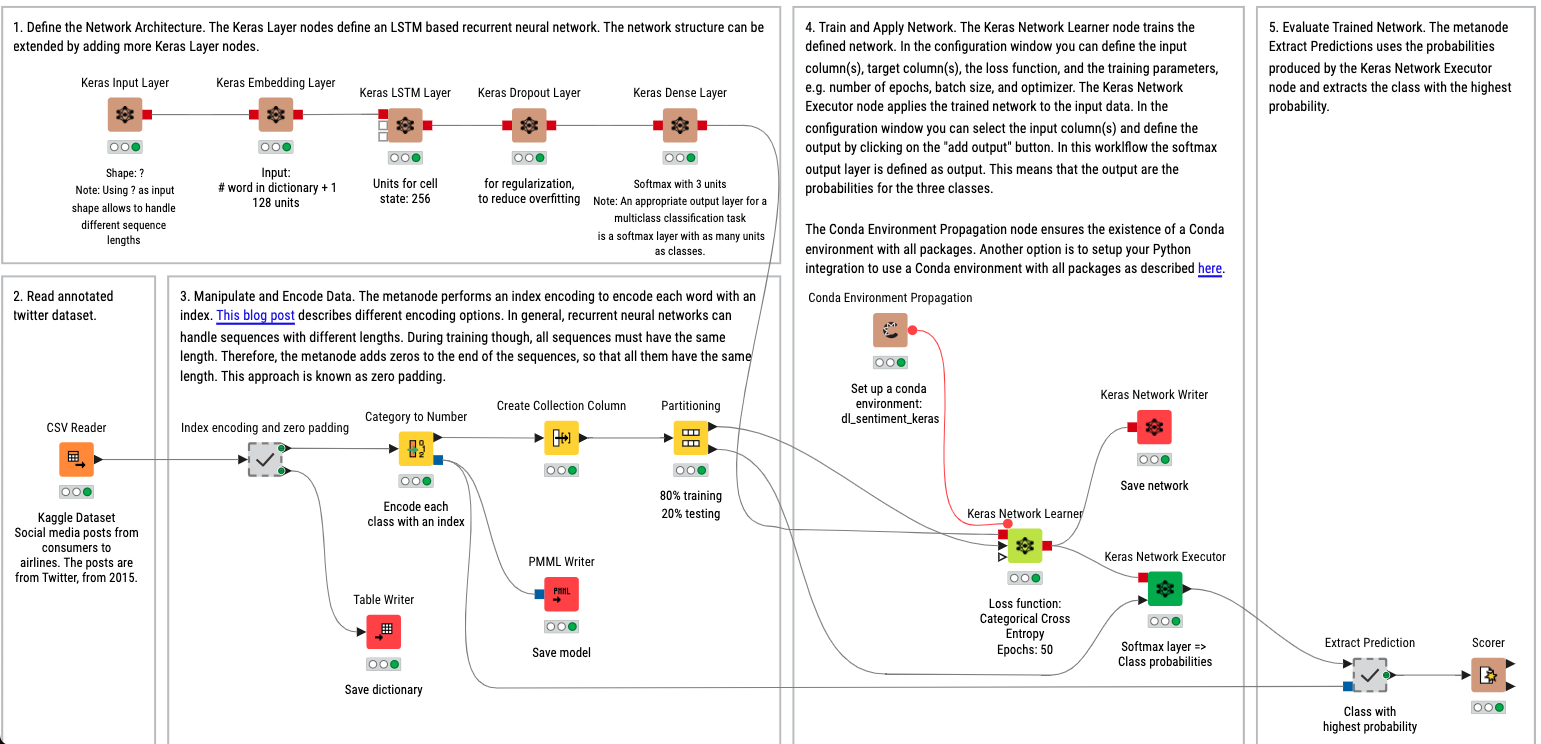 1. Define the Network Architecture. The Keras Layer nodes define an LSTM based recurrent neural network. The network structure can be
extended by adding more Keras Layer nodes.
Keras Input Layer
Shape: ?
Note: Using ? as input
shape allows to handle
different sequence
lengths
Keras Embedding Layer
Input:
# word in dictionary + 1
128 units
Keras LSTM Layer
Units for cell
state: 256
Keras Dropout Layer
for regularization,
to reduce overfitting
Keras Dense Layer
Softmax with 3 units
Note: An appropriate output layer for a
multiclass classification task
is a softmax layer with as many units
as classes.
2. Read annotated
twitter dataset.
CSV Reader
Kaggle Dataset
Social media posts from
consumers to
airlines. The posts are
from Twitter, from 2015.
3. Manipulate and Encode Data. The metanode performs an index encoding to encode each word with an
index. This blog post describes different encoding options. In general, recurrent neural networks can
handle sequences with different lengths. During training though, all sequences must have the same
length. Therefore, the metanode adds zeros to the end of the sequences, so that all them have the same
length. This approach is known as zero padding.
Index encoding and zero padding
Category to Number
Encode each
class with an index
Create Collection Column
Partitioning
80% training
20% testing
Table Writer
Save dictionary
PMML Writer
PMML
Save model
4. Train and Apply Network. The Keras Network Learner node trains the
defined network. In the configuration window you can define the input
column(s), target column(s), the loss function, and the training parameters,
e.g. number of epochs, batch size, and optimizer. The Keras Network
Executor node applies the trained network to the input data. In the
configuration window you can select the input column(s) and define the
output by clicking on the "add output" button. In this worklflow the softmax
output layer is defined as output. This means that the output are the
probabilities for the three classes.
The Conda Environment Propagation node ensures the existence of a Conda
environment with all packages. Another option is to setup your Python
integration to use a Conda environment with all packages as described here.
Conda Environment Propagation
Set up a conda
environment:
dl_sentiment_keras
Keras Network Writer
Save network
Keras Network Learner
Loss function:
Categorical Cross
Entropy
Epochs: 50
Keras Network Executor
Softmax layer =>
Class probabilities
5. Evaluate Trained Network. The metanode
Extract Predictions uses the probabilities
produced by the Keras Network Executor
node and extracts the class with the highest
probability.
Extract Prediction
Class with
highest probability
Scorer